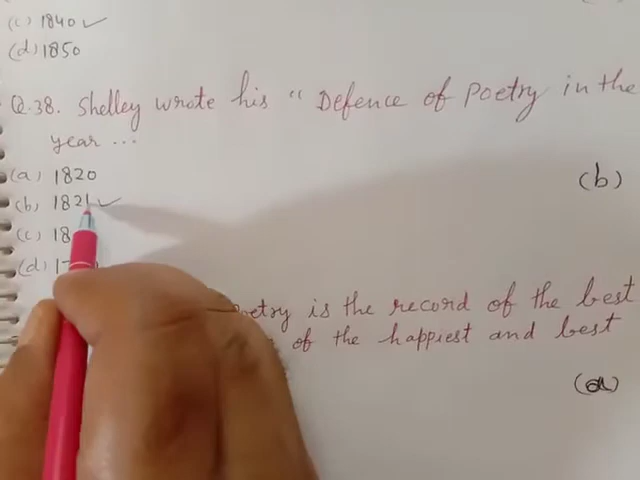 (c) 1840 ✓
(d) 1850
Q.38. Shelley wrote his " Defence of Poetry in the
year ...
(a) 1820
(b)
(b) 1821 ✓
(c) 18
(d) 17
Poetry is the record of the best
of the happiest and best
(a)